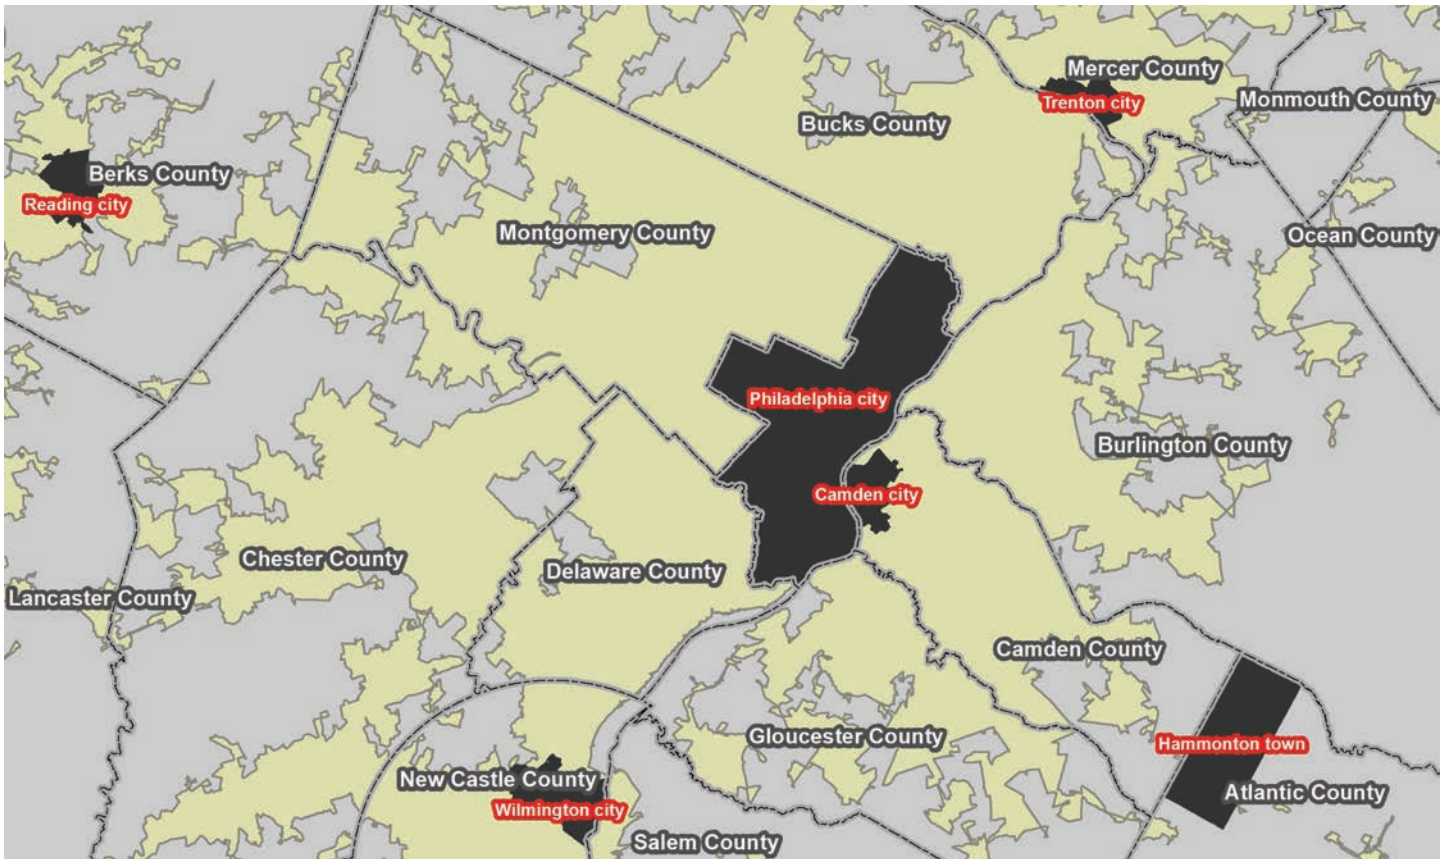 Mercer County
Trenton city
Monmouth County
Bucks County
Berks County
Reading city
Montgomery County
Ocean County
Philadelphia city
Burlington County
Camden city
Chester County
Delaware County
Lancaster County
Camden County
Gloucester County
Hammonton town
New Castle County
Atlantic County
Wilmington city
Salem County